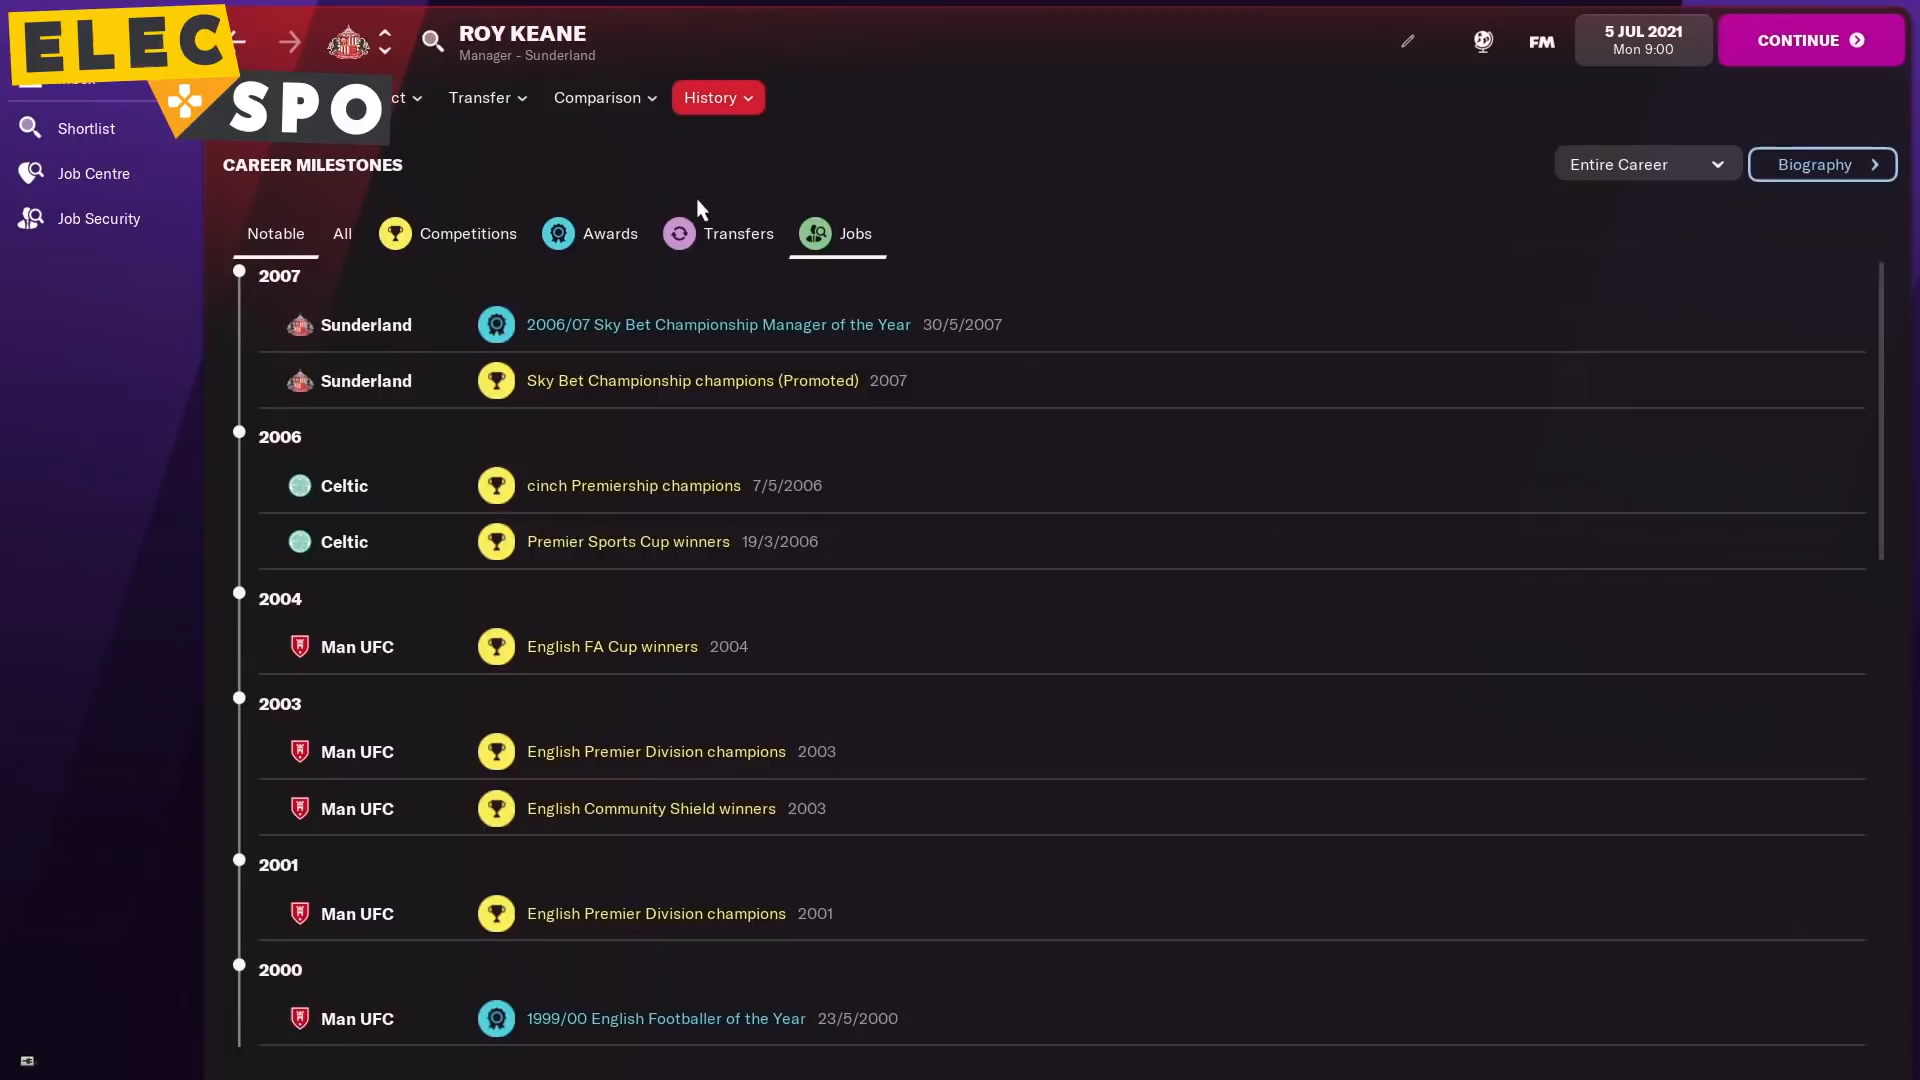 ELEC
SPO
ROY KEANE
Manager - Sunderland
FM
5 JUL 2021
Mon 9:00
CONTINUE
ct
Transfer
Comparison
History
Shortlist
Job Centre
Job Security
CAREER MILESTONES
Entire Career
Biography
Notable
All
Competitions
Awards
Transfers
Jobs
2007
Sunderland 2006/07 Sky Bet Championship Manager of the Year 30/5/2007
Sunderland Sky Bet Championship champions (Promoted) 2007
2006
Celtic cinch Premiership champions 7/5/2006
Celtic Premier Sports Cup winners 19/3/2006
2004
Man UFC English FA Cup winners 2004
2003
Man UFC English Premier Division champions 2003
Man UFC English Community Shield winners 2003
2001
Man UFC English Premier Division champions 2001
2000
Man UFC 1999/00 English Footballer of the Year 23/5/2000